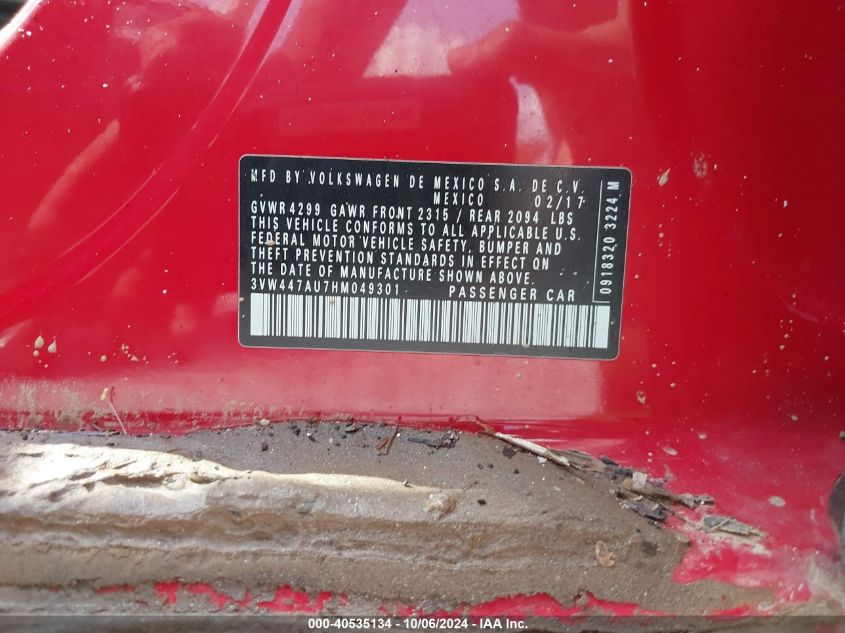 MFD BY VOLKSWAGEN DE MEXICO S.A. DE C.V.
MEXICO 02/17
GVWR 4299 GAWR FRONT 2315 / REAR 2094 LBS
THIS VEHICLE CONFORMS TO ALL APPLICABLE U.S.
FEDERAL MOTOR VEHICLE SAFETY, BUMPER AND
THEFT PREVENTION STANDARDS IN EFFECT ON
THE DATE OF MANUFACTURE SHOWN ABOVE.
3VW447AU7HM049301 PASSENGER CAR
0918320 3224 M
000-40535134 - 10/06/2024 - IAA Inc.